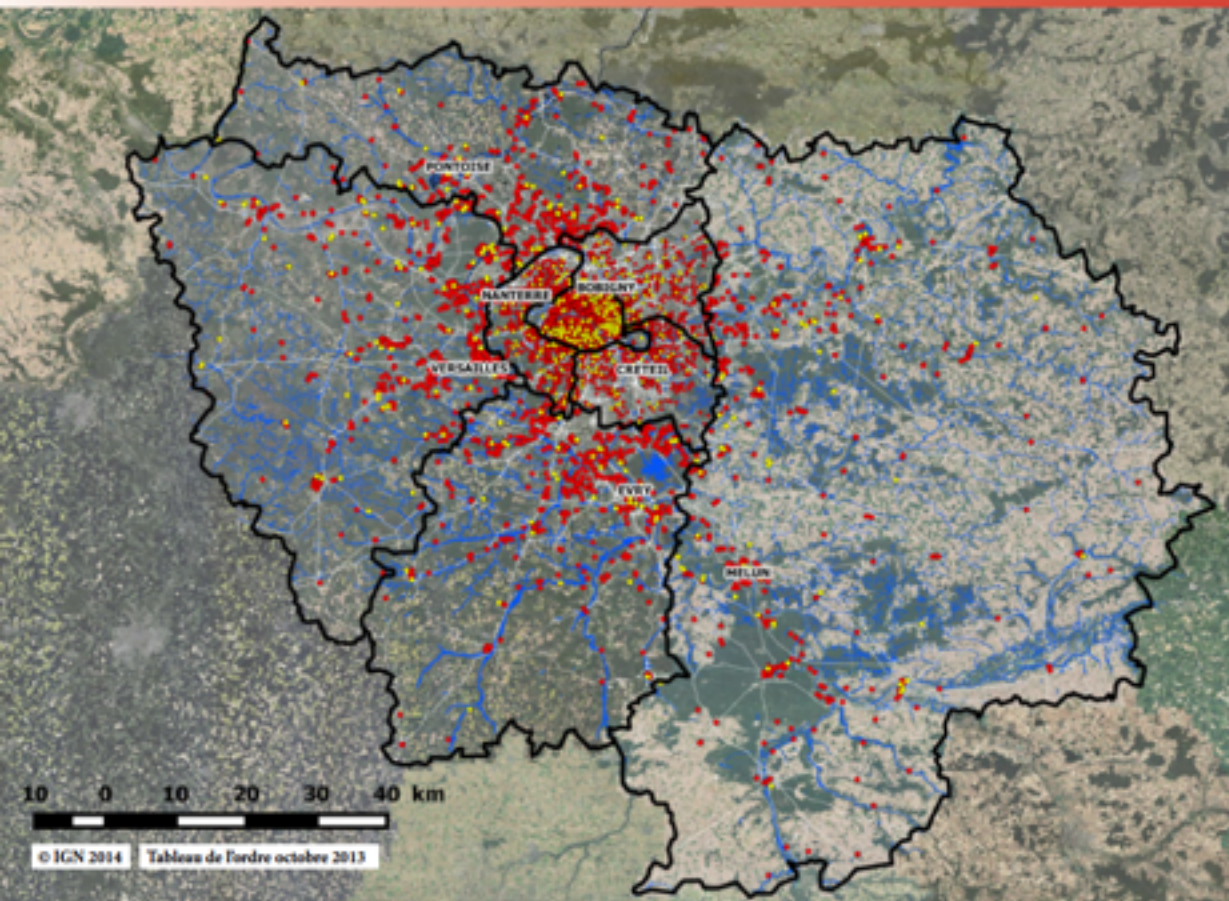 PONTOISE
NANTERRE
BOBIGNY
VERSAILLES
CRETEIL
EVRY
MELUN
10 0 10 20 30 40 km
© IGN 2014 Tableau de l'ordre octobre 2013